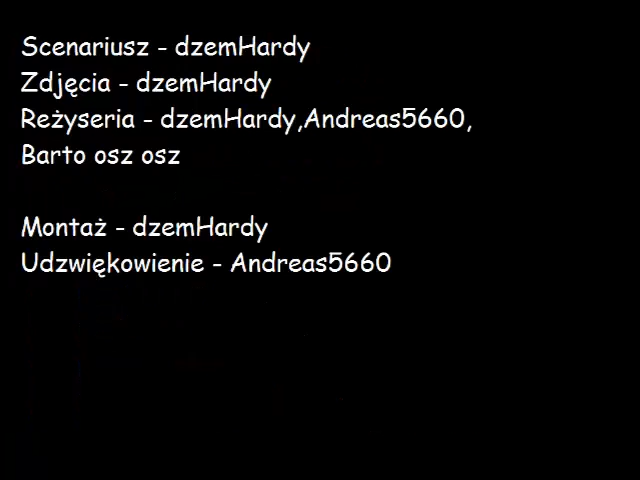 Scenariusz - dzemHardy
Zdjęcia - dzemHardy
Reżyseria - dzemHardy,Andreas5660,
Barto osz osz
Montaż - dzemHardy
Udzwiękowienie - Andreas5660